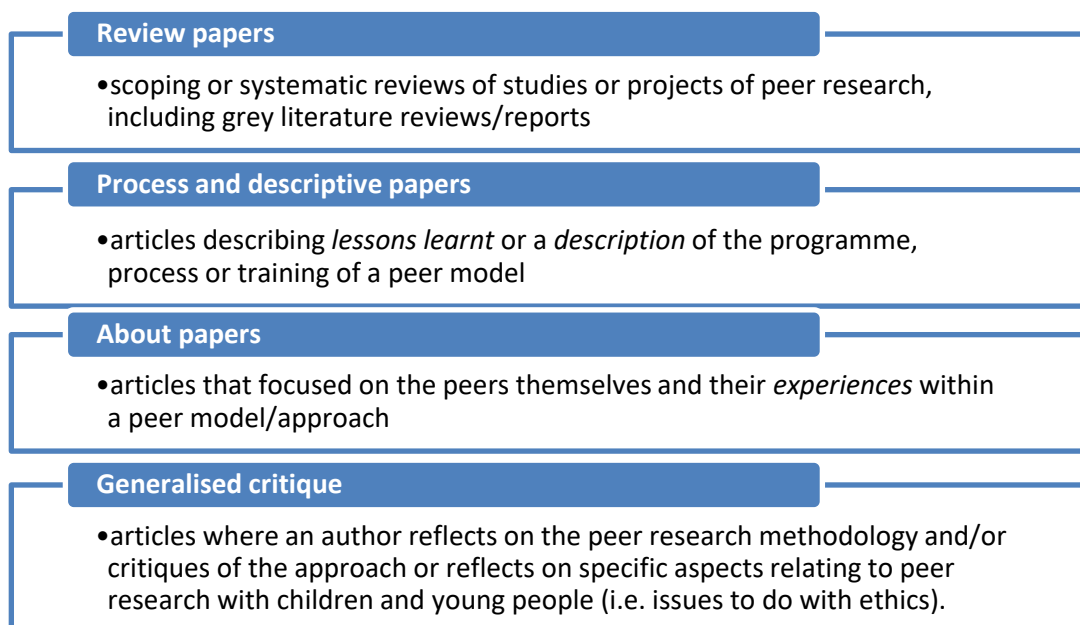 Review papers
•scoping or systematic reviews of studies or projects of peer research,
including grey literature reviews/reports
Process and descriptive papers
•articles describing lessons learnt or a description of the programme,
process or training of a peer model
About papers
•articles that focused on the peers themselves and their experiences within
a peer model/approach
Generalised critique
•articles where an author reflects on the peer research methodology and/or
critiques of the approach or reflects on specific aspects relating to peer
research with children and young people (i.e. issues to do with ethics).